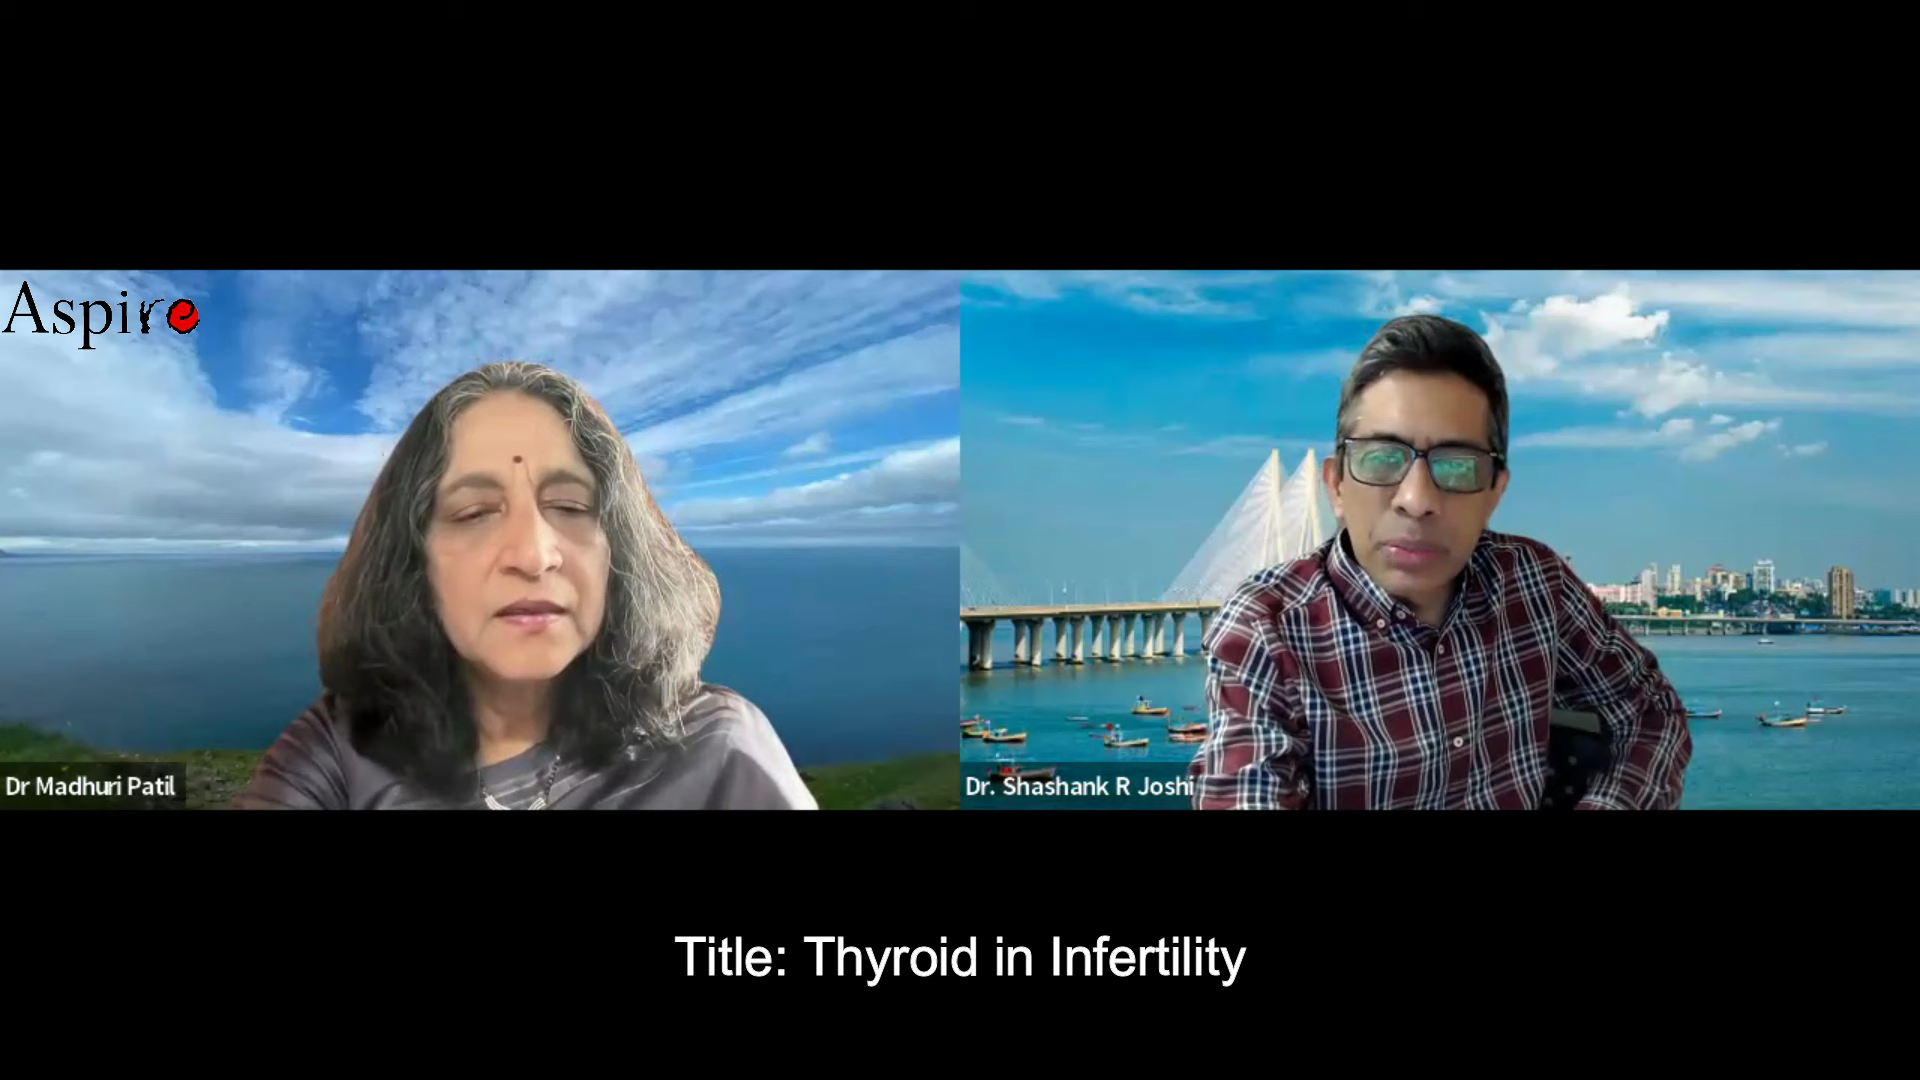 Aspire
Dr Madhuri Patil
Dr. Shashank R Joshi
Title: Thyroid in Infertility